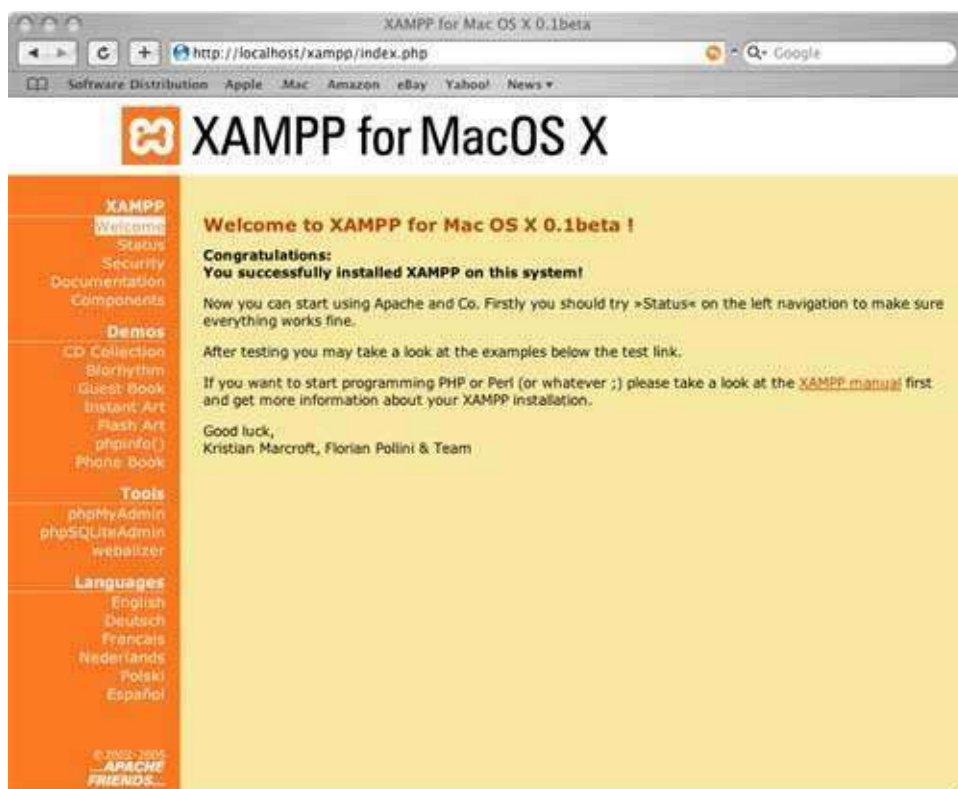 XAMPP for Mac OS X 0.1beta
http://localhost/xampp/index.php
Google
Software Distribution Apple Mac Amazon eBay Yahoo! News
XAMPP for MacOS X
XAMPP
Welcome
Status
Security
Documentation
Components
Demos
CD Collection
Biorhythm
Guest Book
Instant Art
Flash Art
phpinfo()
Phone Book
Tools
phpMyAdmin
phpSQLiteAdmin
webalizer
Languages
English
Deutsch
Francais
Nederlands
Polski
Español
©2002-2005
...APACHE
FRIENDS...
Welcome to XAMPP for Mac OS X 0.1beta !
Congratulations:
You successfully installed XAMPP on this system!
Now you can start using Apache and Co. Firstly you should try »Status« on the left navigation to make sure
everything works fine.
After testing you may take a look at the examples below the test link.
If you want to start programming PHP or Perl (or whatever ;) please take a look at the XAMPP manual first
and get more information about your XAMPP installation.
Good luck,
Kristian Marcroft, Florian Pollini & Team